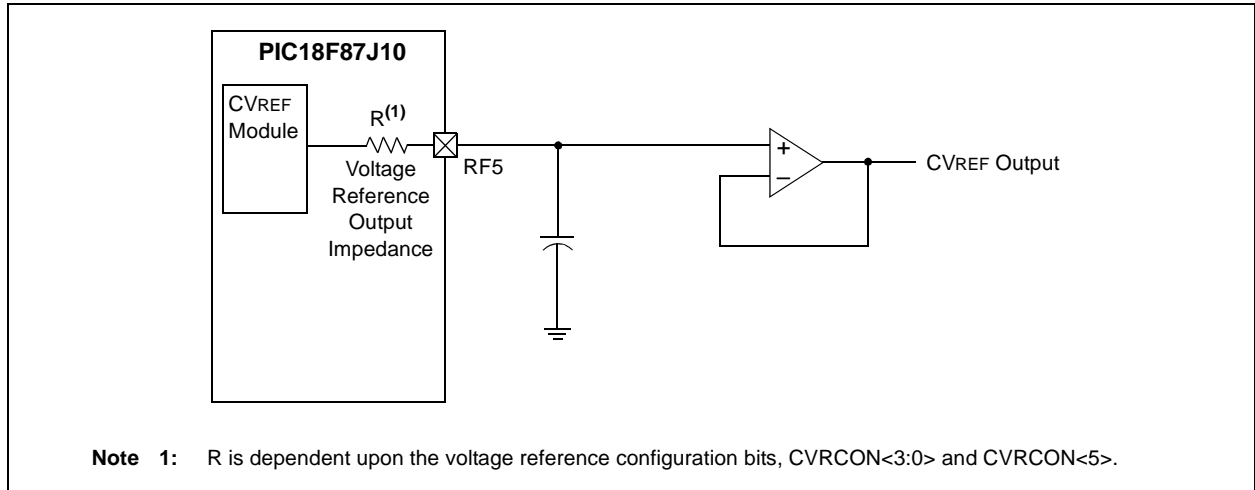 PIC18F87J10
CVREF
Module
R(1)
Voltage
Reference
Output
Impedance
RF5
+
–
CVREF Output
Note 1: R is dependent upon the voltage reference configuration bits, CVRCON<3:0> and CVRCON<5>.